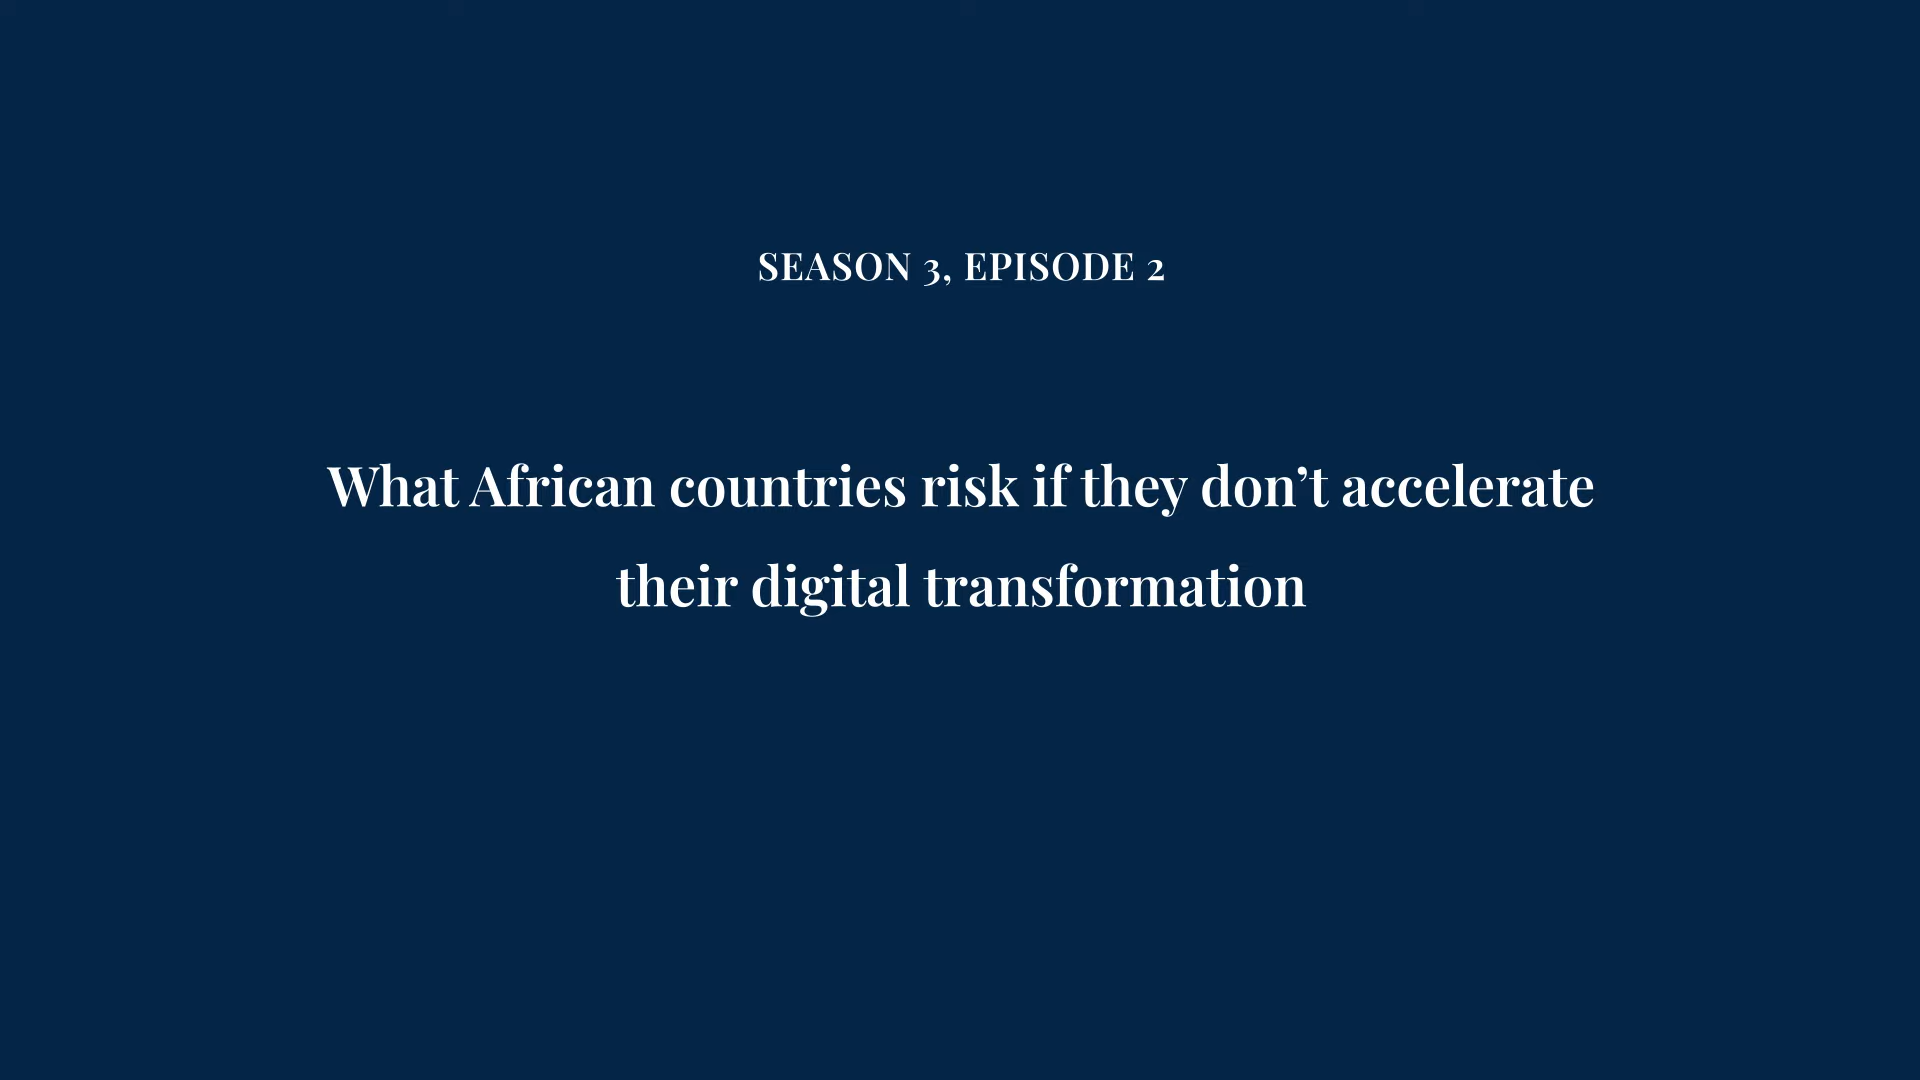 SEASON 3, EPISODE 2
What African countries risk if they don’t accelerate
their digital transformation